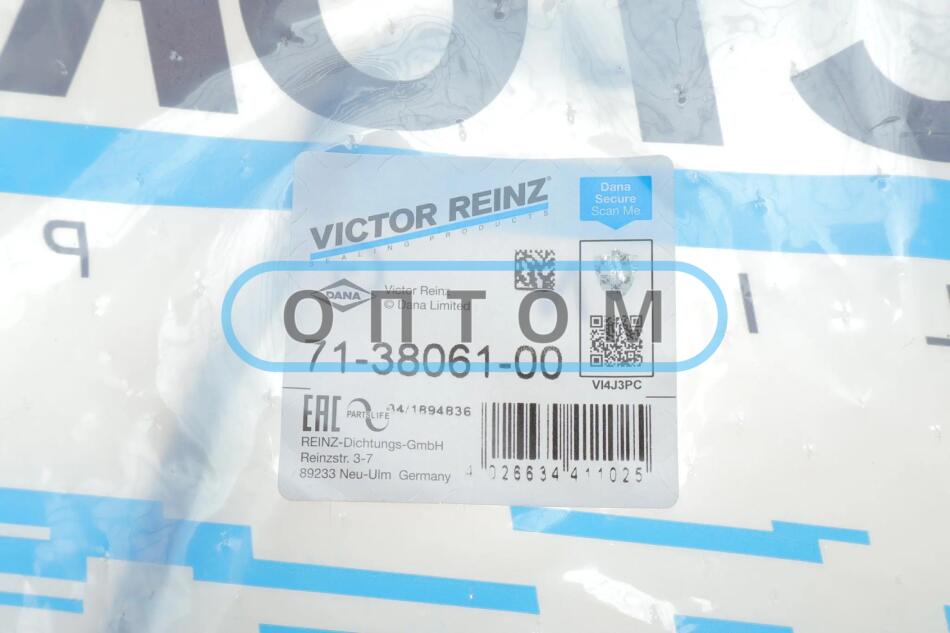 VICTOR REINZ®
SEALING PRODUCTS
Dana
Secure
Scan Me
DANA
Victor Reinz
© Dana Limited
ОПТОМ
71-38061-00
VI4J3PC
EAC
PARTSLIFE
04/1894836
REINZ-Dichtungs-GmbH
Reinzstr. 3-7
89233 Neu-Ulm Germany
4 026634 411025